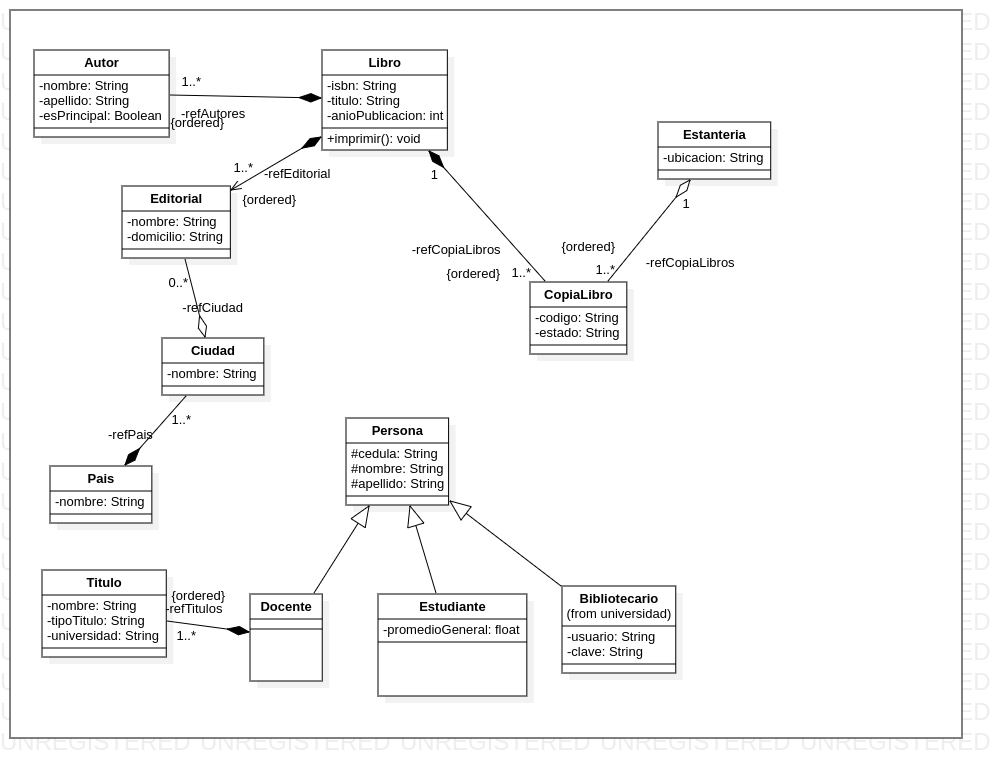 Autor
-nombre: String
-apellido: String
-esPrincipal: Boolean
1..*
-refAutores
{ordered}
Libro
-isbn: String
-titulo: String
-anioPublicacion: int
+imprimir(): void
1..*
-refEditorial
{ordered}
1
Editorial
-nombre: String
-domicilio: String
Estanteria
-ubicacion: String
1
{ordered}
-refCopiaLibros
1..*
-refCopiaLibros
{ordered}
1..*
CopiaLibro
-codigo: String
-estado: String
0..*
-refCiudad
Ciudad
-nombre: String
1..*
-refPais
Pais
-nombre: String
Persona
#cedula: String
#nombre: String
#apellido: String
Titulo
-nombre: String
-tipoTitulo: String
-universidad: String
{ordered}
-refTitulos
1..*
Docente
Estudiante
-promedioGeneral: float
Bibliotecario
(from universidad)
-usuario: String
-clave: String
UNREGISTERED UNREGISTERED UNREGISTERED UNREGISTERED UNREGISTERED